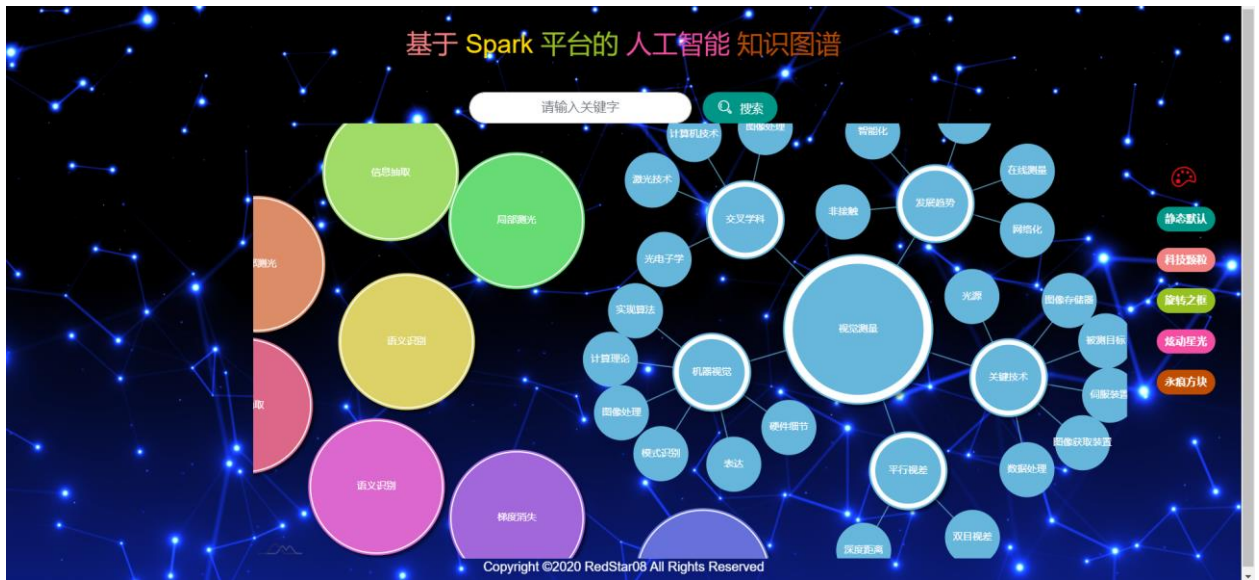 基于 Spark 平台的 人工智能 知识图谱
请输入关键字
搜索
计算机技术
图像处理
智能化
激光技术
交叉学科
在线测量
非接触
发展趋势
网络化
信息抽取
局部测光
光电子学
实现算法
光源
图像存储器
视觉测量
被测目标
语义识别
计算理论
机器视觉
关键技术
伺服装置
图像处理
硬件细节
图像获取装置
模式识别
表达
平行视差
数据处理
语义识别
梯度消失
深度距离
双目视差
静态默认
科技颗粒
旋转之柜
炫动星光
永痕方块
Copyright ©2020 RedStar08 All Rights Reserved